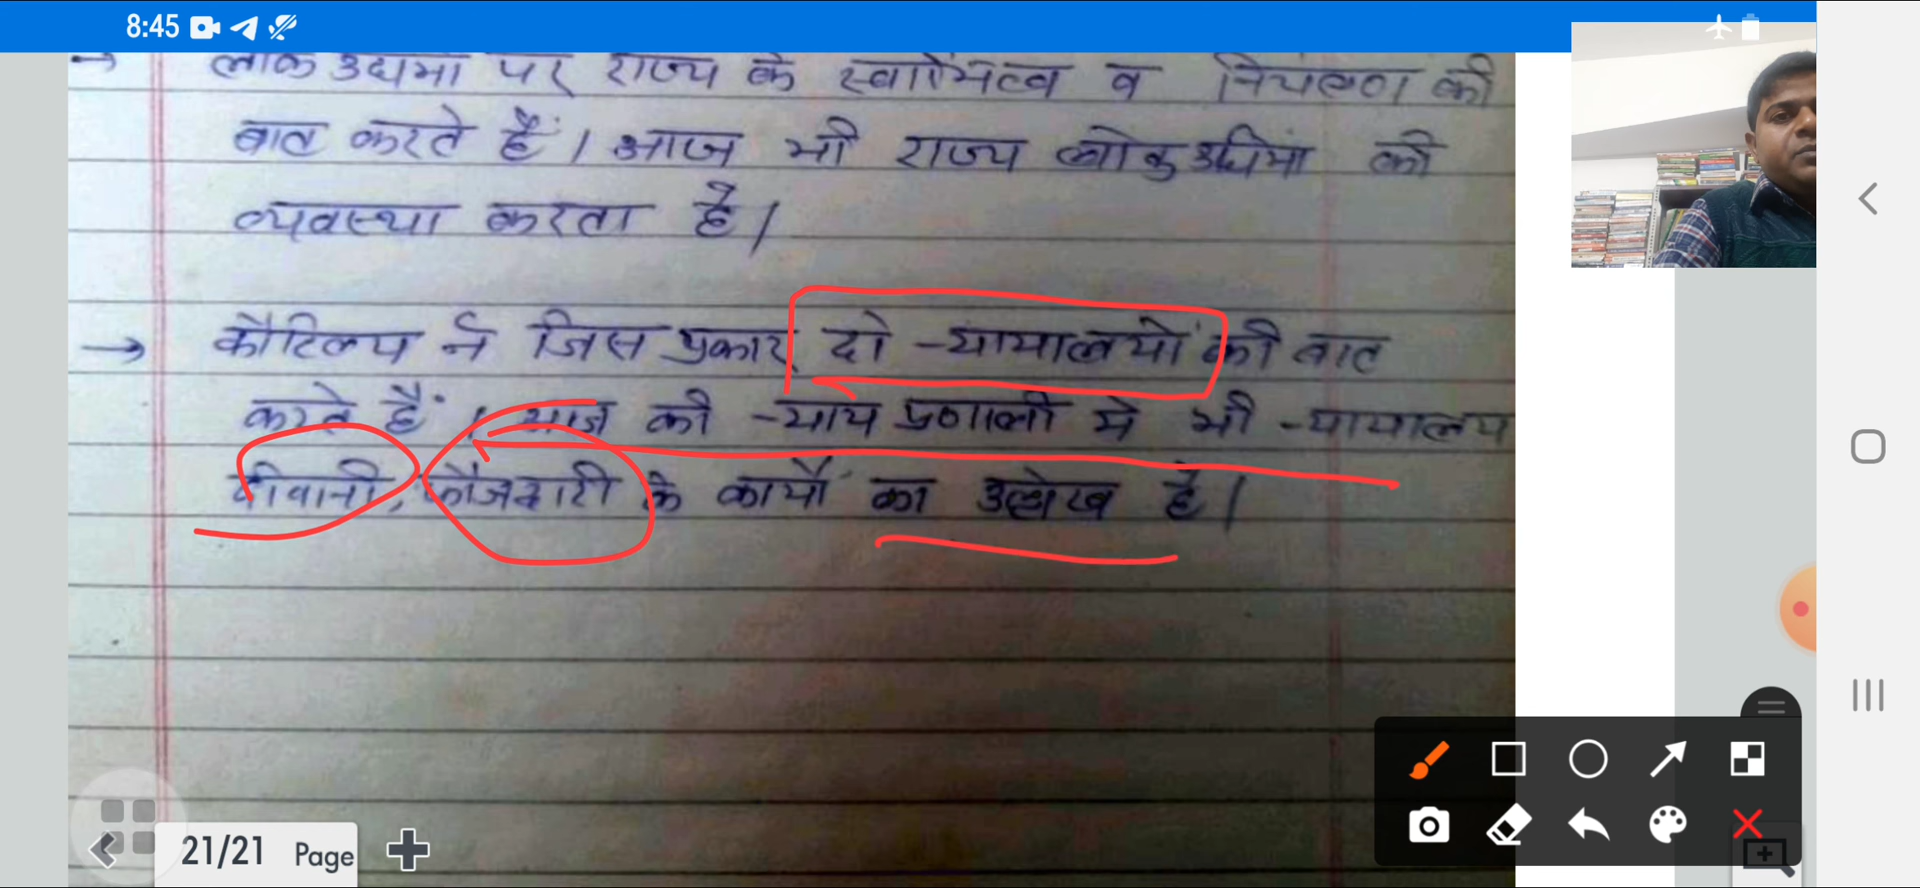 8:45
लोक उद्यमों पर राज्य के स्वामित्व व नियंत्रण की
बात करते हैं। आज भी राज्य लोक उद्यमों की
व्यवस्था करता है।
→ कौटिल्य ने जिस प्रकार दो न्यायालयों की बात
करते हैं। आज की न्याय प्रणाली में भी न्यायालय
दीवानी, फौजदारी के कार्यों का उल्लेख है।
21/21 Page